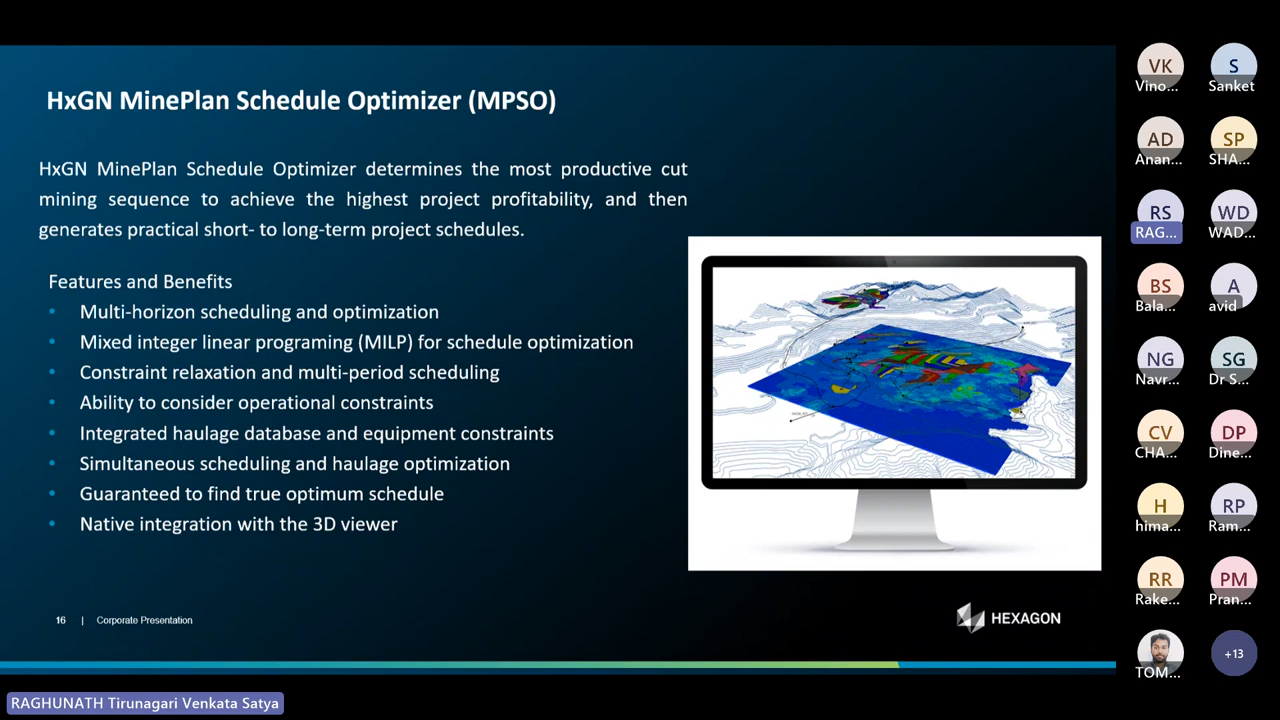 HxGN MinePlan Schedule Optimizer (MPSO)
HxGN MinePlan Schedule Optimizer determines the most productive cut
mining sequence to achieve the highest project profitability, and then
generates practical short- to long-term project schedules.
Features and Benefits
• Multi-horizon scheduling and optimization
• Mixed integer linear programing (MILP) for schedule optimization
• Constraint relaxation and multi-period scheduling
• Ability to consider operational constraints
• Integrated haulage database and equipment constraints
• Simultaneous scheduling and haulage optimization
• Guaranteed to find true optimum schedule
• Native integration with the 3D viewer
16 | Corporate Presentation
HEXAGON
VK
Vino...
S
Sanket
AD
Anan...
SP
SHA...
RS
RAG...
WD
WAD...
BS
Bala...
A
avid
NG
Navr...
SG
Dr S...
CV
CHA...
DP
Dine...
H
hima...
RP
Ram...
RR
Rake...
PM
Pran...
TOM...
+13
RAGHUNATH Tirunagari Venkata Satya